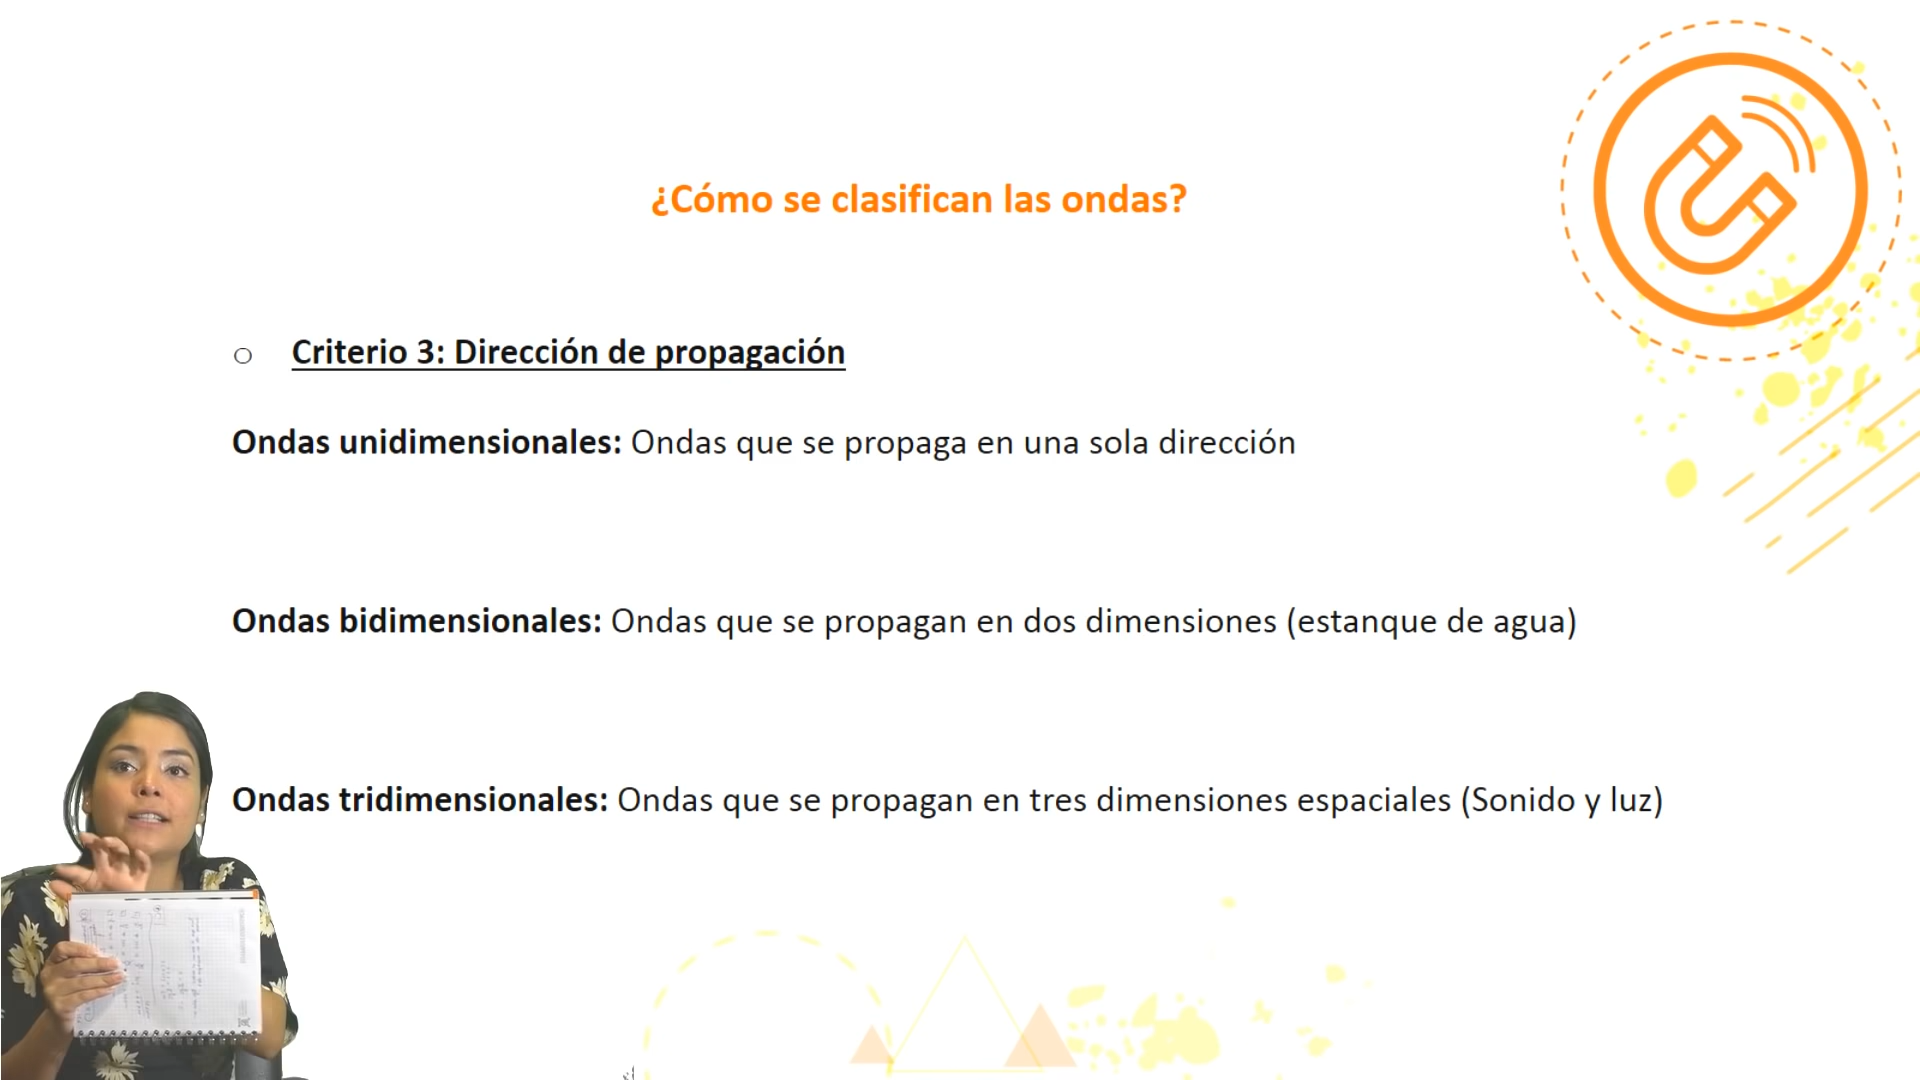 ¿Cómo se clasifican las ondas?
Criterio 3: Dirección de propagación
Ondas unidimensionales: Ondas que se propaga en una sola dirección
Ondas bidimensionales: Ondas que se propagan en dos dimensiones (estanque de agua)
Ondas tridimensionales: Ondas que se propagan en tres dimensiones espaciales (Sonido y luz)